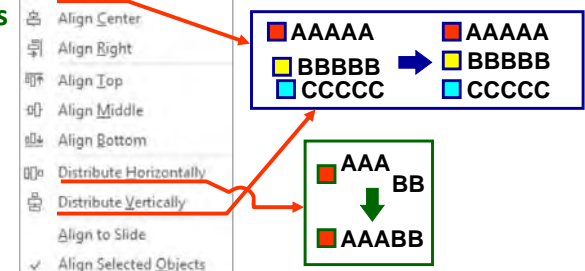 s
Align Center
Align Right
Align Top
Align Middle
Align Bottom
Distribute Horizontally
Distribute Vertically
Align to Slide
Align Selected Objects
AAAAA
BBBBB
CCCCC
AAAAA
BBBBB
CCCCC
AAA
BB
AAABB